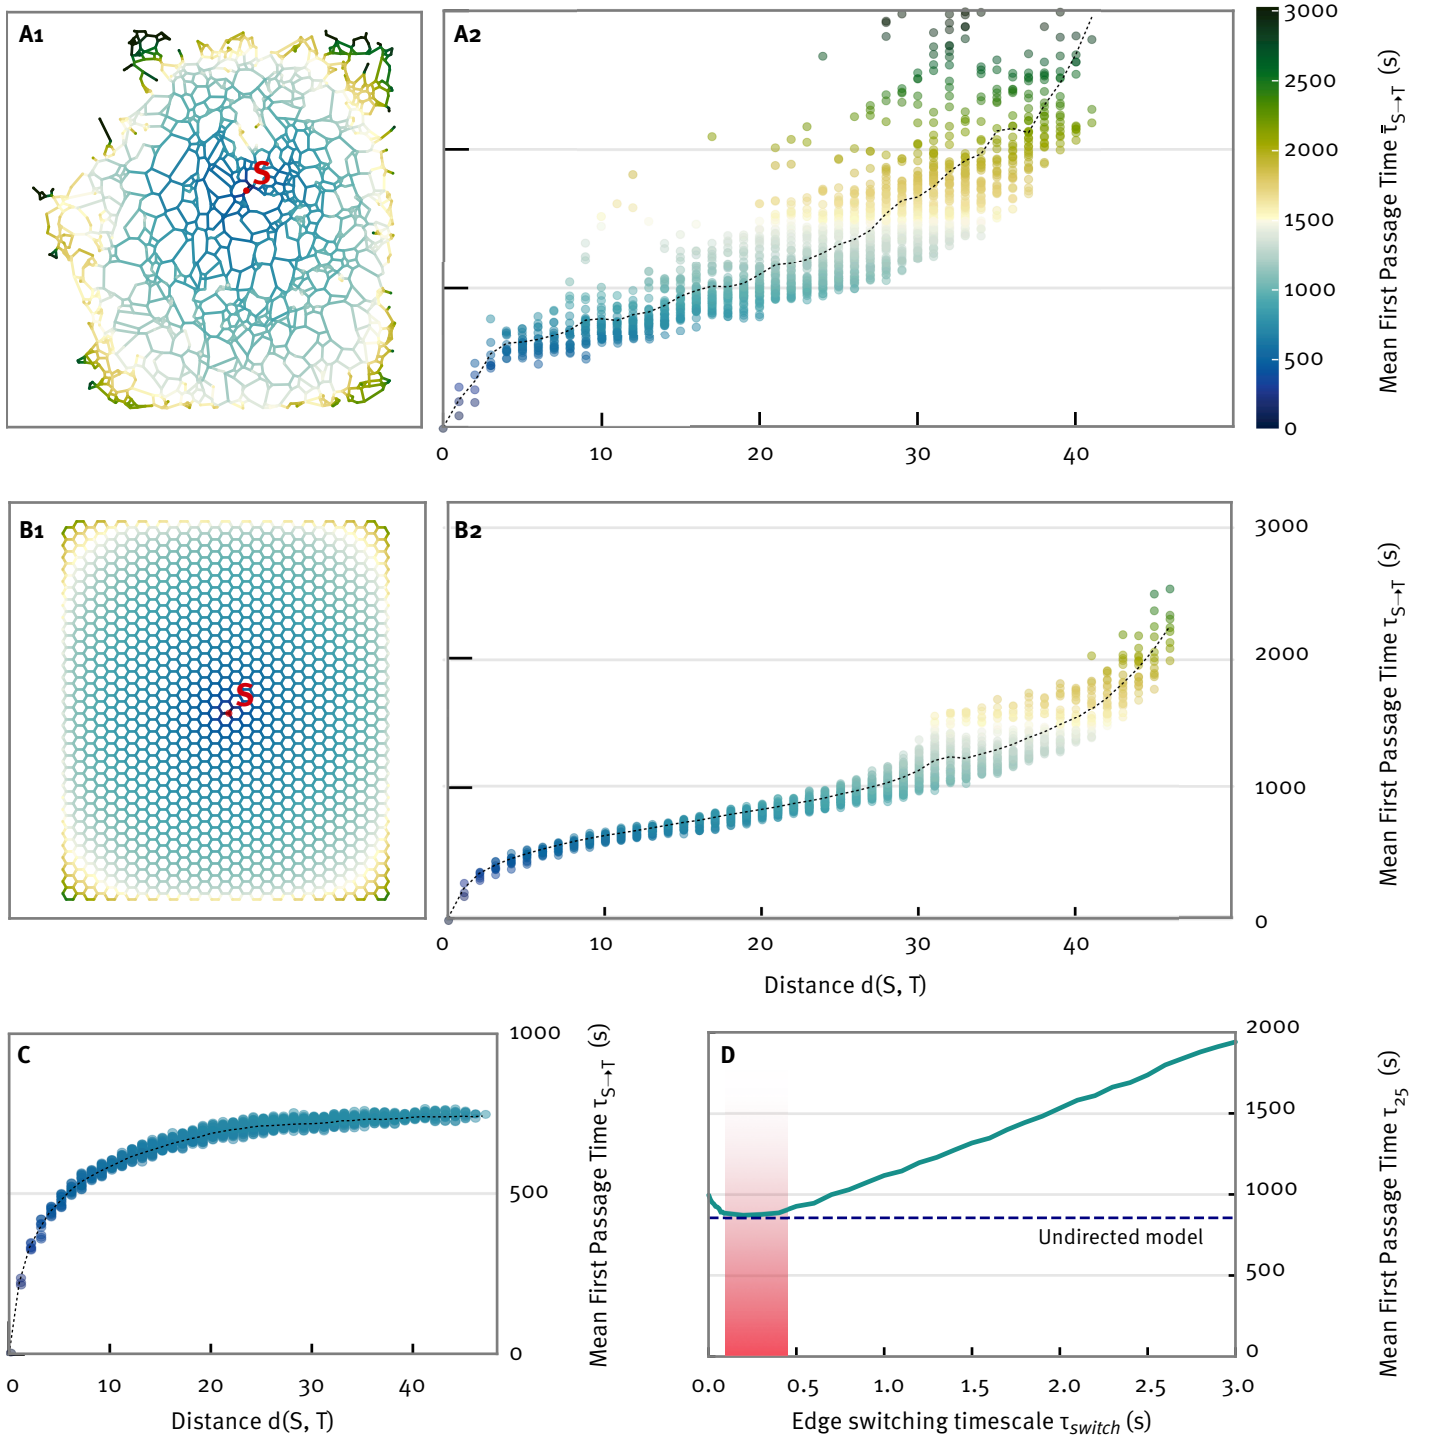 A1
S
A2
0
10
20
30
40
3000
2500
2000
1500
1000
500
0
Mean First Passage Time τ̅S→T (s)
B1
S
B2
3000
2000
1000
0
0
10
20
30
40
Distance d(S, T)
Mean First Passage Time τS→T (s)
C
1000
500
0
0
10
20
30
40
Distance d(S, T)
Mean First Passage Time τS→T (s)
D
2000
1500
1000
500
0
Undirected model
0.0
0.5
1.0
1.5
2.0
2.5
3.0
Edge switching timescale τswitch (s)
Mean First Passage Time τ25 (s)